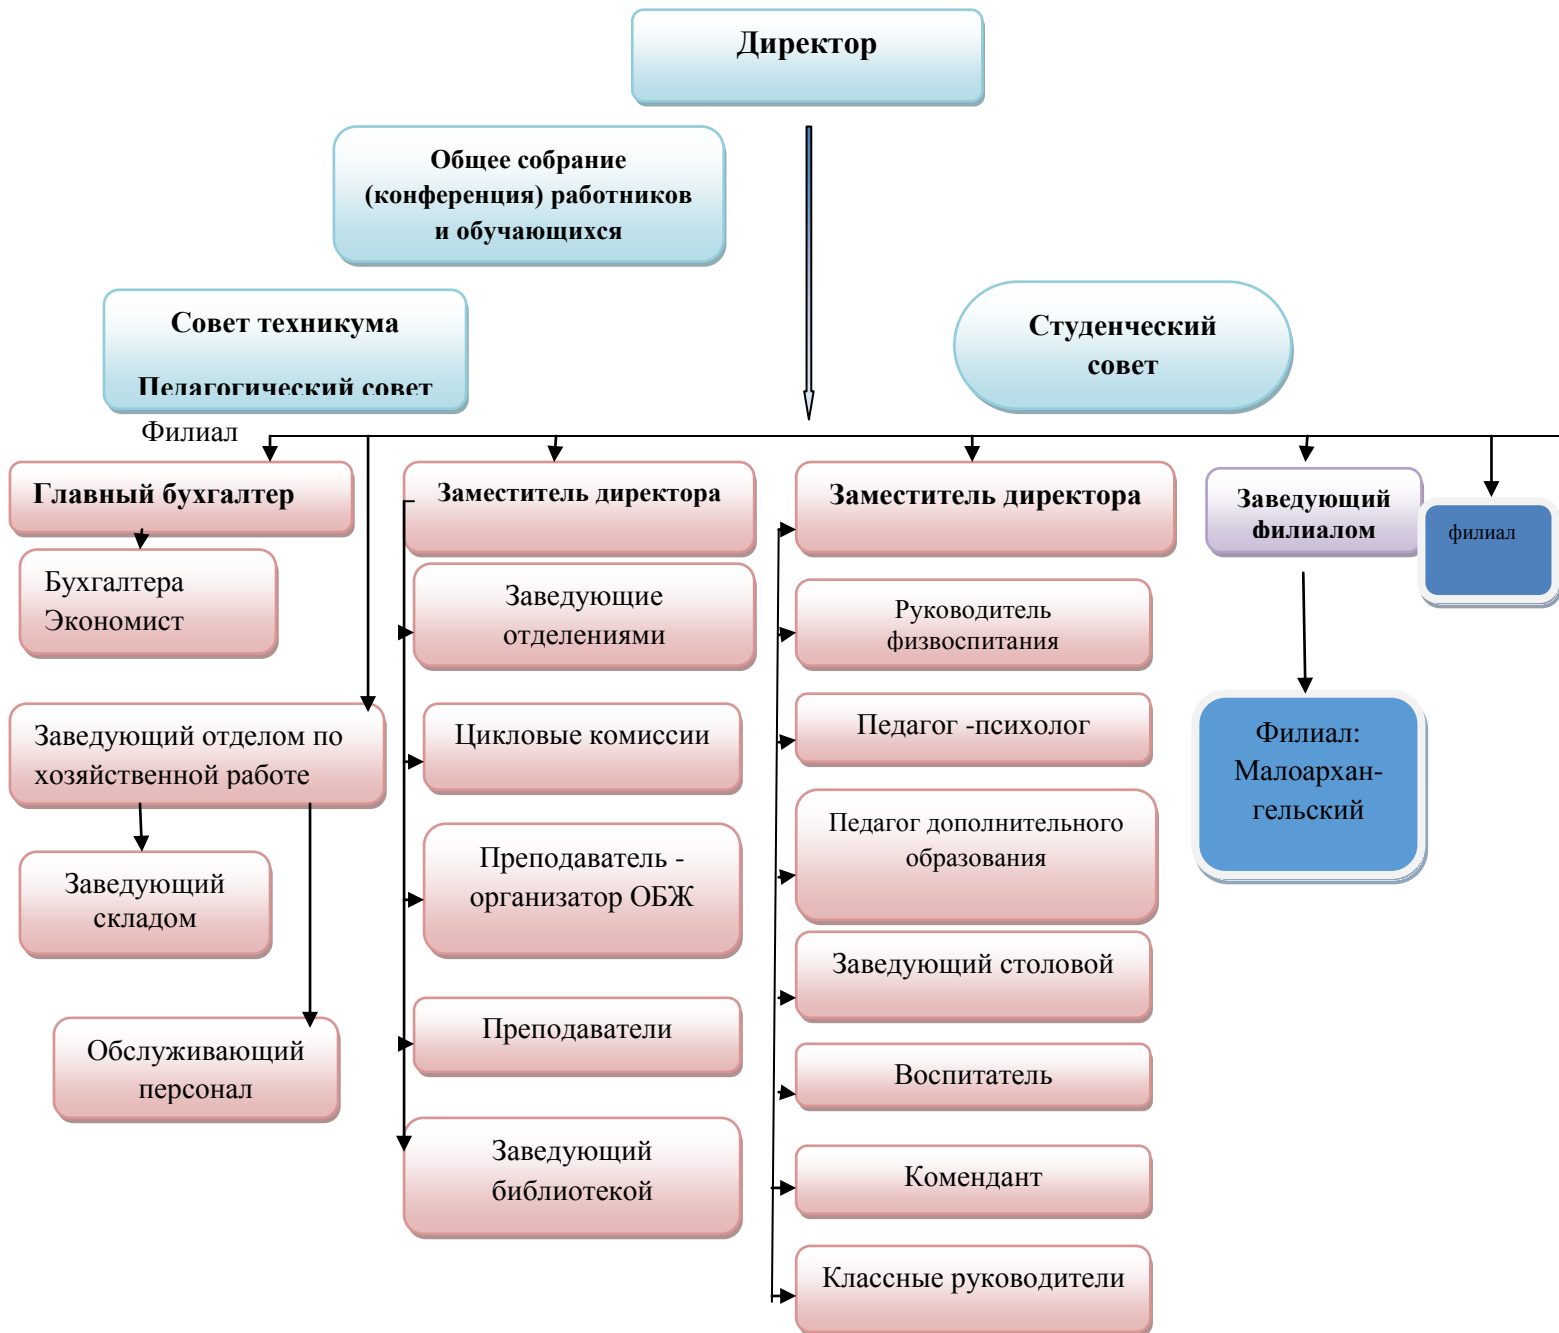 Директор
Общее собрание
(конференция) работников
и обучающихся
Совет техникума
Педагогический совет
Студенческий
совет
Филиал
Главный бухгалтер
Бухгалтера
Экономист
Заведующий отделом по
хозяйственной работе
Заведующий
складом
Обслуживающий
персонал
Заместитель директора
Заведующие
отделениями
Цикловые комиссии
Преподаватель -
организатор ОБЖ
Преподаватели
Заведующий
библиотекой
Заместитель директора
Руководитель
физвоспитания
Педагог -психолог
Педагог дополнительного
образования
Заведующий столовой
Воспитатель
Комендант
Классные руководители
Заведующий
филиалом
Филиал:
Малоархан-
гельский
филиал